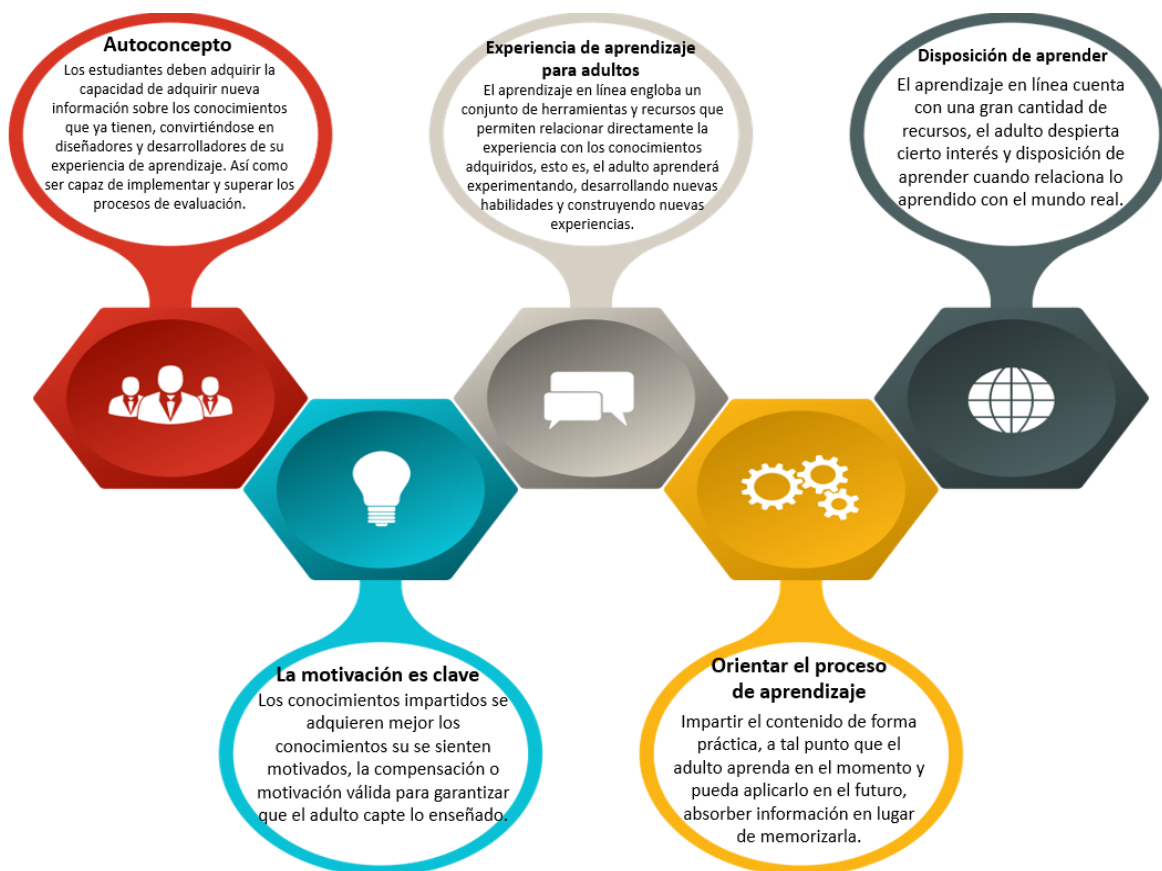 Autoconcepto
Los estudiantes deben adquirir la
capacidad de adquirir nueva
información sobre los conocimientos
que ya tienen, convirtiéndose en
diseñadores y desarrolladores de su
experiencia de aprendizaje. Así como
ser capaz de implementar y superar los
procesos de evaluación.
Experiencia de aprendizaje
para adultos
El aprendizaje en línea engloba un
conjunto de herramientas y recursos que
permiten relacionar directamente la
experiencia con los conocimientos
adquiridos, esto es, el adulto aprenderá
experimentando, desarrollando nuevas
habilidades y construyendo nuevas
experiencias.
Disposición de aprender
El aprendizaje en línea cuenta
con una gran cantidad de
recursos, el adulto despierta
cierto interés y disposición de
aprender cuando relaciona lo
aprendido con el mundo real.
La motivación es clave
Los conocimientos impartidos se
adquieren mejor los
conocimientos su se sienten
motivados, la compensación o
motivación válida para garantizar
que el adulto capte lo enseñado.
Orientar el proceso
de aprendizaje
Impartir el contenido de forma
práctica, a tal punto que el
adulto aprenda en el momento y
pueda aplicarlo en el futuro,
absorber información en lugar
de memorizarla.